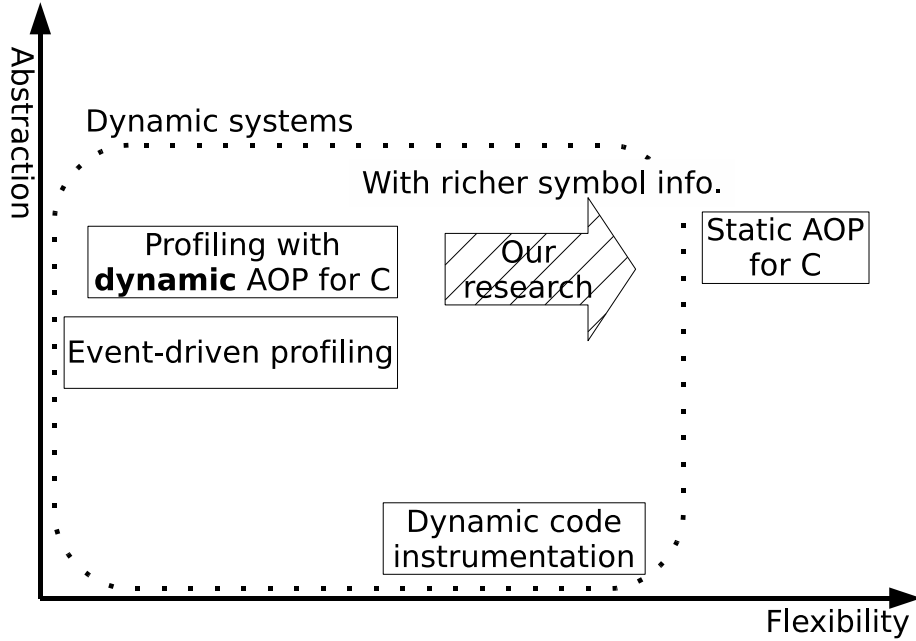 Abstraction
Dynamic systems
With richer symbol info.
Profiling with
dynamic AOP for C
Our
research
Static AOP
for C
Event-driven profiling
Dynamic code
instrumentation
Flexibility